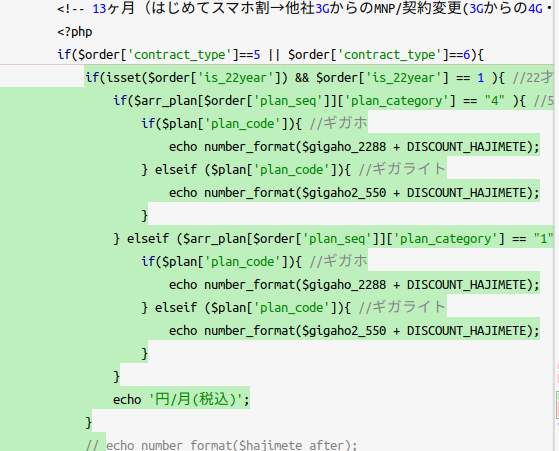 <!-- 13ヶ月（はじめてスマホ割→他社3GからのMNP/契約変更(3Gからの4G・
<?php
if($order['contract_type']==5 || $order['contract_type']==6){
if(isset($order['is_22year']) && $order['is_22year'] == 1 ){ //22才
if($arr_plan[$order['plan_seq']]['plan_category'] == "4" ){ //5
if($plan['plan_code']){ //ギガホ
echo number_format($gigaho_2288 + DISCOUNT_HAJIMETE);
} elseif ($plan['plan_code']){ //ギガライト
echo number_format($gigaho2_550 + DISCOUNT_HAJIMETE);
}
} elseif ($arr_plan[$order['plan_seq']]['plan_category'] == "1"
if($plan['plan_code']){ //ギガホ
echo number_format($gigaho_2288 + DISCOUNT_HAJIMETE);
} elseif ($plan['plan_code']){ //ギガライト
echo number_format($gigaho2_550 + DISCOUNT_HAJIMETE);
}
}
echo '円/月(税込)';
}
// echo number_format($hajimete_after);